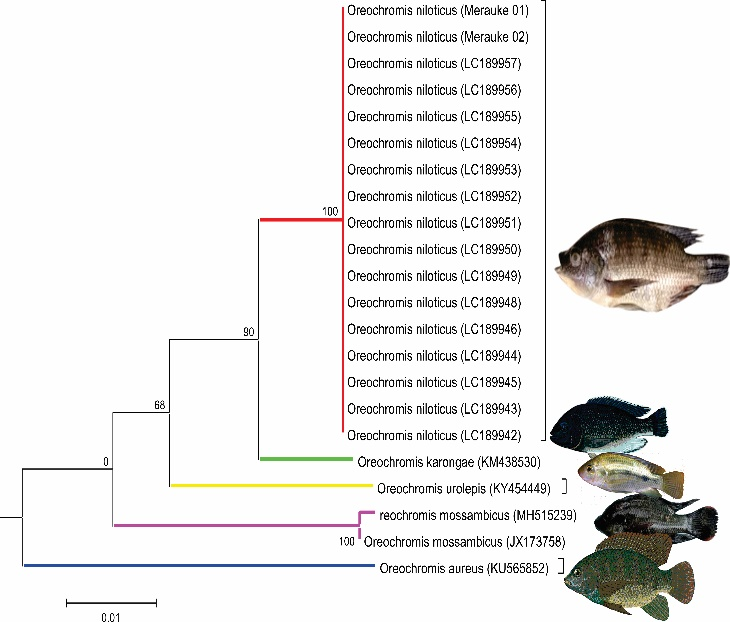 Oreochromis niloticus (Merauke 01)
Oreochromis niloticus (Merauke 02)
Oreochromis niloticus (LC189957)
Oreochromis niloticus (LC189956)
Oreochromis niloticus (LC189955)
Oreochromis niloticus (LC189954)
Oreochromis niloticus (LC189953)
Oreochromis niloticus (LC189952)
100
Oreochromis niloticus (LC189951)
Oreochromis niloticus (LC189950)
Oreochromis niloticus (LC189949)
Oreochromis niloticus (LC189948)
Oreochromis niloticus (LC189946)
90
Oreochromis niloticus (LC189944)
Oreochromis niloticus (LC189945)
68
Oreochromis niloticus (LC189943)
Oreochromis niloticus (LC189942)
0
Oreochromis karongae (KM438530)
Oreochromis urolepis (KY454449)
reochromis mossambicus (MH515239)
100
Oreochromis mossambicus (JX173758)
Oreochromis aureus (KU565852)
0.01